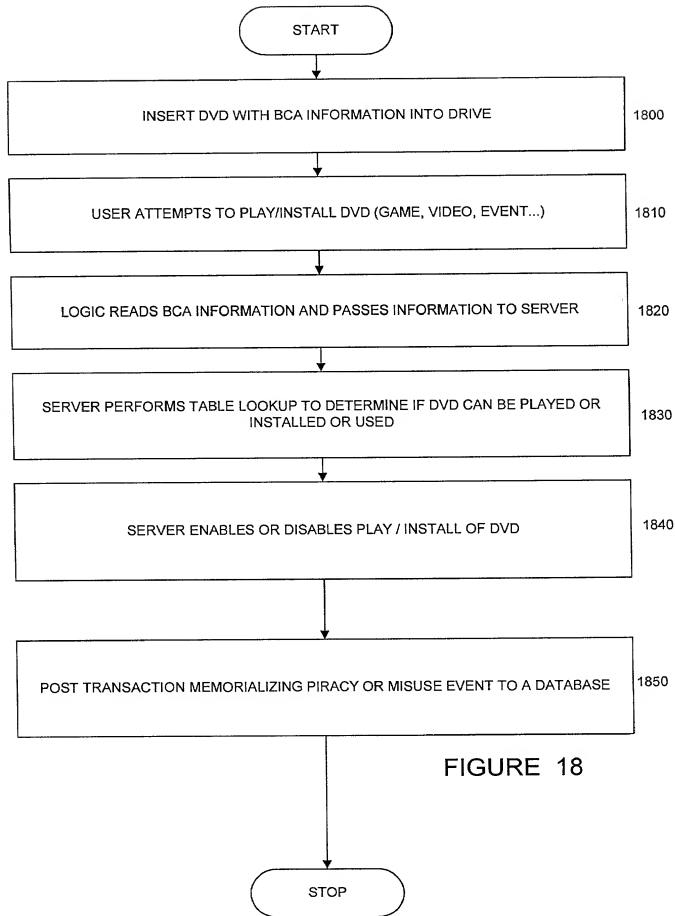 START
INSERT DVD WITH BCA INFORMATION INTO DRIVE
1800
USER ATTEMPTS TO PLAY/INSTALL DVD (GAME, VIDEO, EVENT...)
1810
LOGIC READS BCA INFORMATION AND PASSES INFORMATION TO SERVER
1820
SERVER PERFORMS TABLE LOOKUP TO DETERMINE IF DVD CAN BE PLAYED OR
INSTALLED OR USED
1830
SERVER ENABLES OR DISABLES PLAY / INSTALL OF DVD
1840
POST TRANSACTION MEMORIALIZING PIRACY OR MISUSE EVENT TO A DATABASE
1850
FIGURE 18
STOP